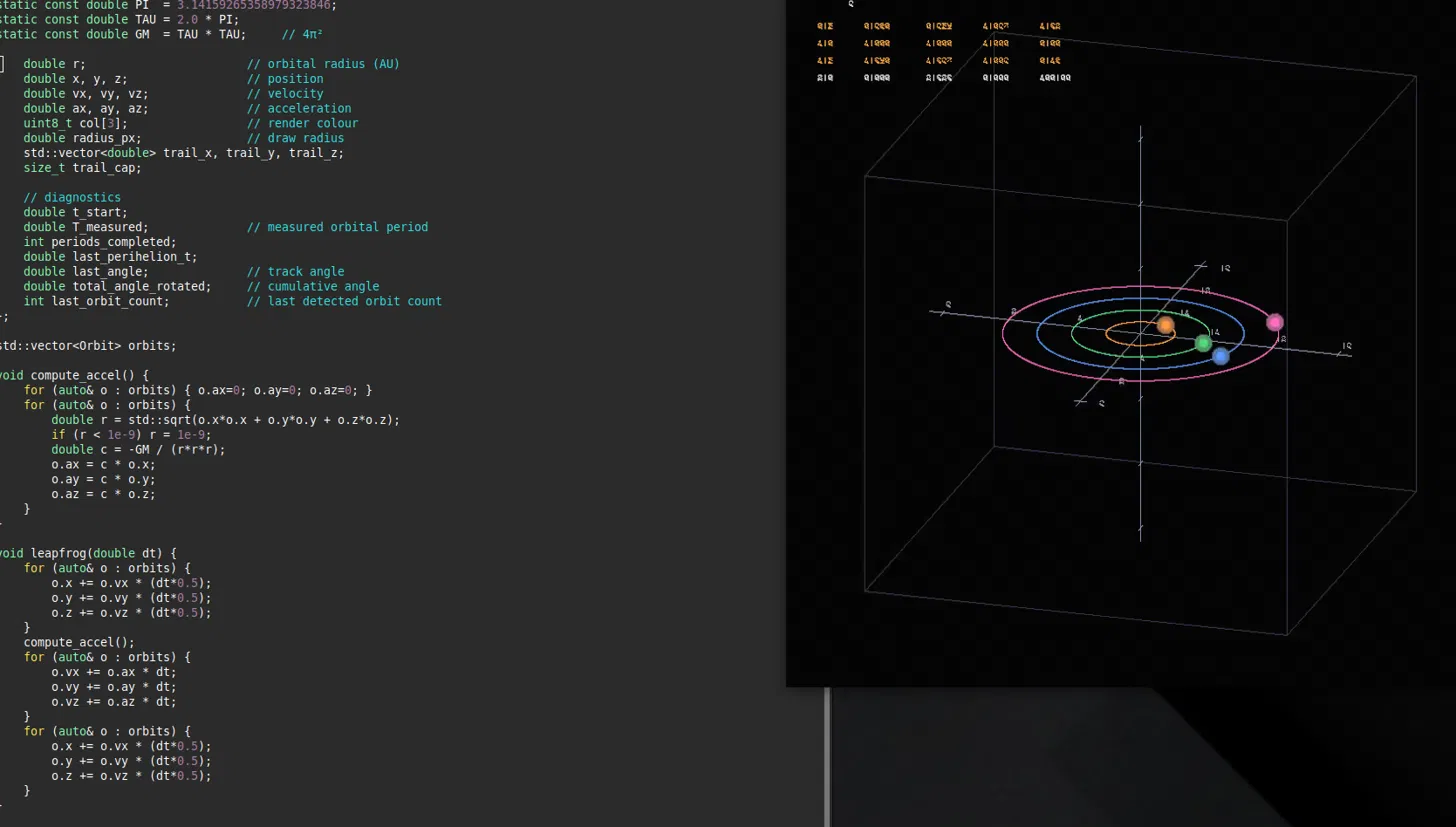 static const double PI  = 3.14159265358979323846;
static const double TAU = 2.0 * PI;
static const double GM  = TAU * TAU;     // 4π²
double r;                       // orbital radius (AU)
double x, y, z;                 // position
double vx, vy, vz;              // velocity
double ax, ay, az;              // acceleration
uint8_t col[3];                 // render colour
double radius_px;               // draw radius
std::vector<double> trail_x, trail_y, trail_z;
size_t trail_cap;
// diagnostics
double t_start;
double T_measured;              // measured orbital period
int periods_completed;
double last_perihelion_t;
double last_angle;              // track angle
double total_angle_rotated;     // cumulative angle
int last_orbit_count;           // last detected orbit count
};
std::vector<Orbit> orbits;
void compute_accel() {
for (auto& o : orbits) { o.ax=0; o.ay=0; o.az=0; }
for (auto& o : orbits) {
double r = std::sqrt(o.x*o.x + o.y*o.y + o.z*o.z);
if (r < 1e-9) r = 1e-9;
double c = -GM / (r*r*r);
o.ax = c * o.x;
o.ay = c * o.y;
o.az = c * o.z;
}
}
void leapfrog(double dt) {
for (auto& o : orbits) {
o.x += o.vx * (dt*0.5);
o.y += o.vy * (dt*0.5);
o.z += o.vz * (dt*0.5);
}
compute_accel();
for (auto& o : orbits) {
o.vx += o.ax * dt;
o.vy += o.ay * dt;
o.vz += o.az * dt;
}
for (auto& o : orbits) {
o.x += o.vx * (dt*0.5);
o.y += o.vy * (dt*0.5);
o.z += o.vz * (dt*0.5);
}
}